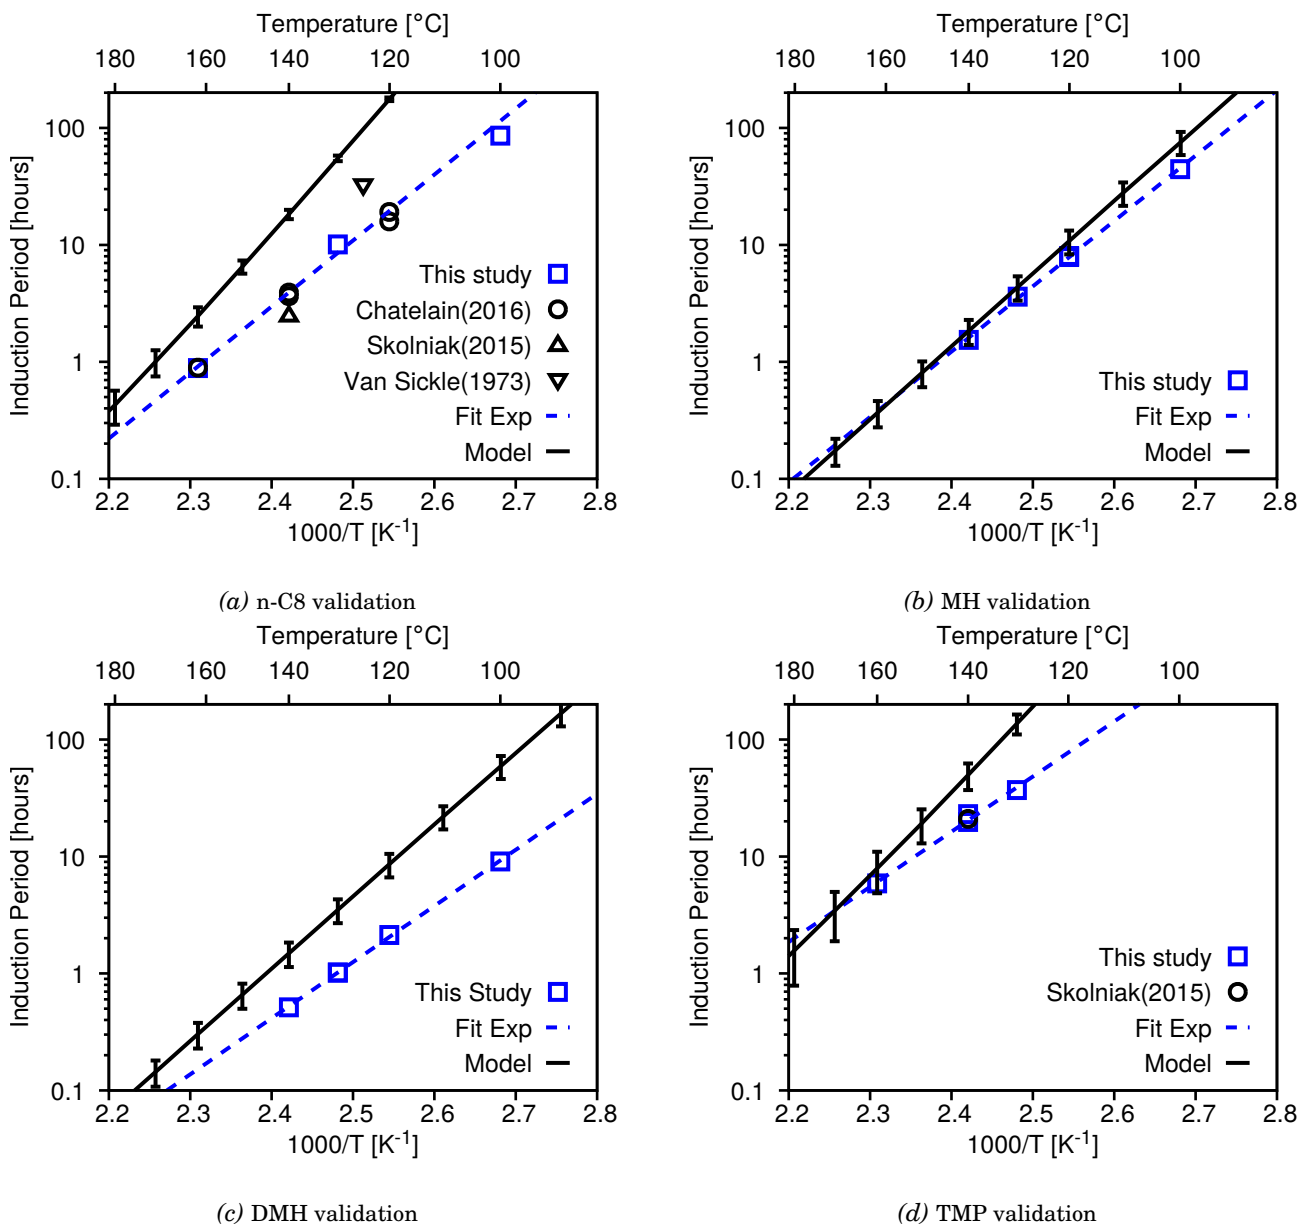 Temperature [°C]
180 160 140 120 100
Induction Period [hours]
100
10
1
0.1
This study
Chatelain(2016)
Skolniak(2015)
Van Sickle(1973)
Fit Exp
Model
2.2 2.3 2.4 2.5 2.6 2.7 2.8
1000/T [K⁻¹]
(a) n-C8 validation
Temperature [°C]
180 160 140 120 100
Induction Period [hours]
100
10
1
0.1
This study
Fit Exp
Model
2.2 2.3 2.4 2.5 2.6 2.7 2.8
1000/T [K⁻¹]
(b) MH validation
Temperature [°C]
180 160 140 120 100
Induction Period [hours]
100
10
1
0.1
This Study
Fit Exp
Model
2.2 2.3 2.4 2.5 2.6 2.7 2.8
1000/T [K⁻¹]
(c) DMH validation
Temperature [°C]
180 160 140 120 100
Induction Period [hours]
100
10
1
0.1
This study
Skolniak(2015)
Fit Exp
Model
2.2 2.3 2.4 2.5 2.6 2.7 2.8
1000/T [K⁻¹]
(d) TMP validation